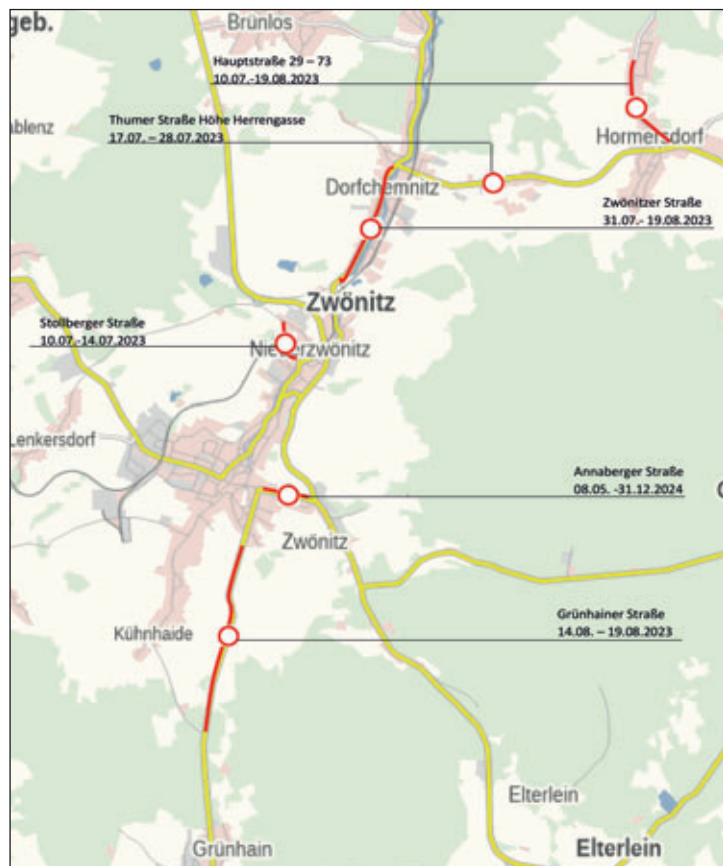 geb.
Brünlos
Hauptstraße 29 – 73
10.07.-19.08.2023
ablenz
Thumer Straße Höhe Herrengasse
17.07. – 28.07.2023
Hormersdorf
Dorfchemnitz
Zwönitzer Straße
31.07.- 19.08.2023
Zwönitz
Stollberger Straße
10.07.-14.07.2023
Niederzwönitz
Lenkersdorf
Annaberger Straße
08.05. -31.12.2024
Zwönitz
Grünhainer Straße
14.08. – 19.08.2023
Kühnhaide
Elterlein
Grünhain
Elterlein